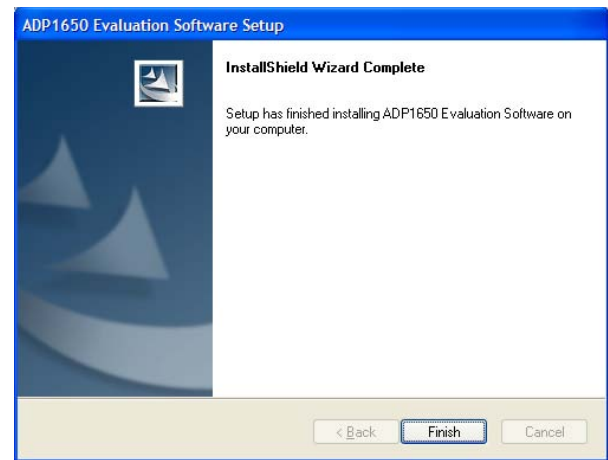 ADP1650 Evaluation Software Setup
InstallShield Wizard Complete
Setup has finished installing ADP1650 Evaluation Software on
your computer.
< Back Finish Cancel